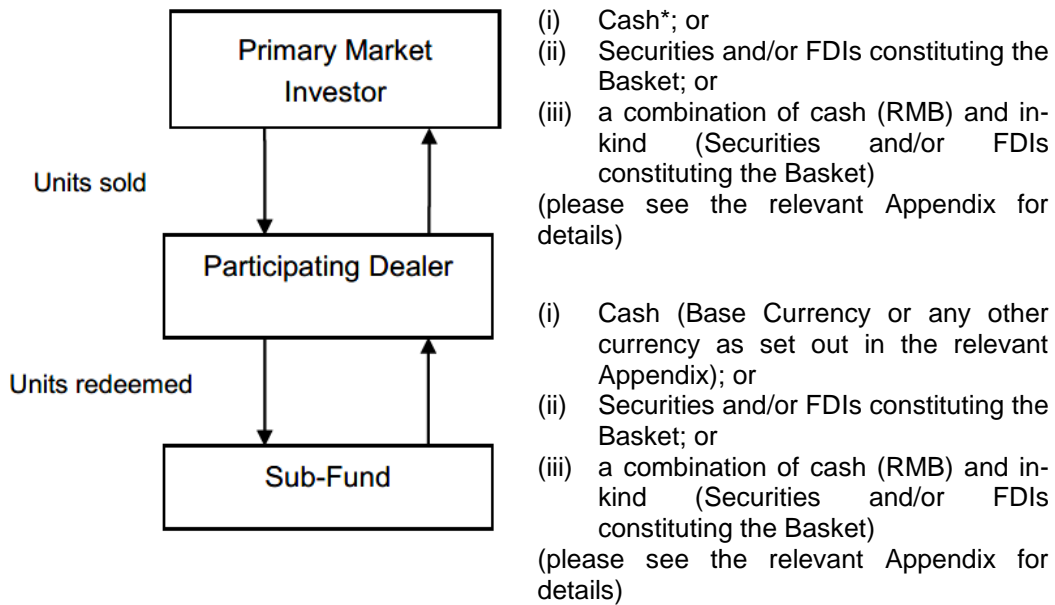 Primary Market
Investor
Units sold
Participating Dealer
Units redeemed
Sub-Fund
(i) Cash*; or
(ii) Securities and/or FDIs constituting the
Basket; or
(iii) a combination of cash (RMB) and in-
kind (Securities and/or FDIs
constituting the Basket)
(please see the relevant Appendix for
details)
(i) Cash (Base Currency or any other
currency as set out in the relevant
Appendix); or
(ii) Securities and/or FDIs constituting the
Basket; or
(iii) a combination of cash (RMB) and in-
kind (Securities and/or FDIs
constituting the Basket)
(please see the relevant Appendix for
details)